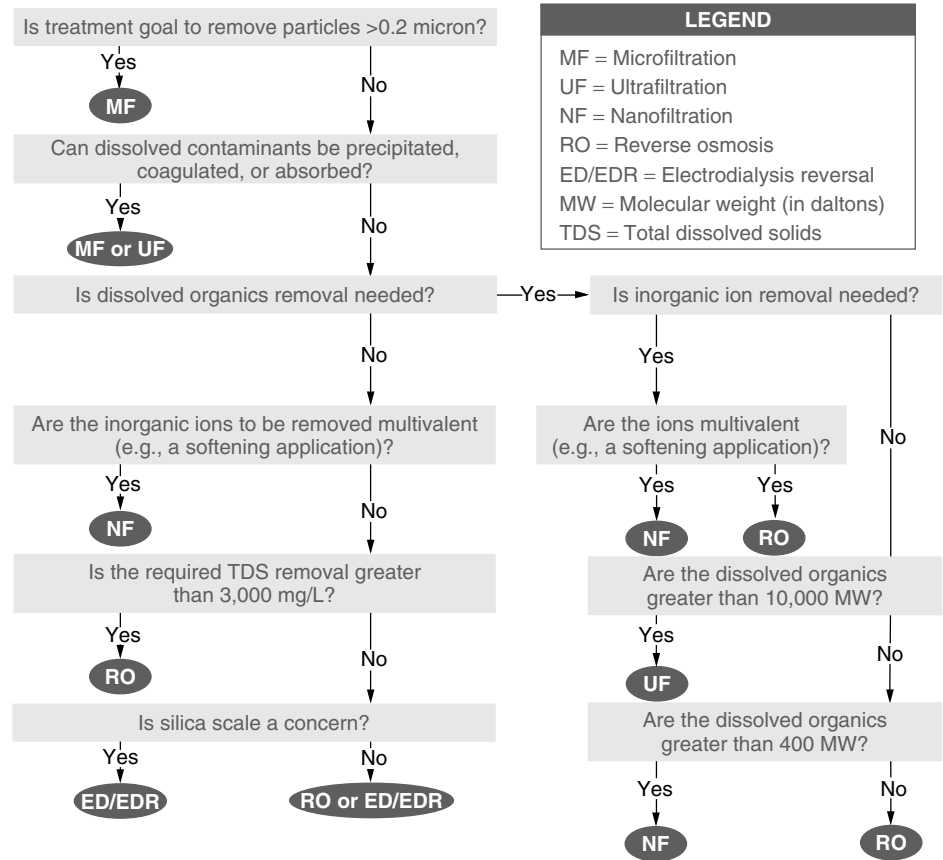 Is treatment goal to remove particles >0.2 micron?
Yes
No
MF
Can dissolved contaminants be precipitated,
coagulated, or absorbed?
Yes
No
MF or UF
LEGEND
MF = Microfiltration
UF = Ultrafiltration
NF = Nanofiltration
RO = Reverse osmosis
ED/EDR = Electrodialysis reversal
MW = Molecular weight (in daltons)
TDS = Total dissolved solids
Is dissolved organics removal needed?
Yes
Is inorganic ion removal needed?
No
Are the inorganic ions to be removed multivalent
(e.g., a softening application)?
Yes
No
NF
Is the required TDS removal greater
than 3,000 mg/L?
Yes
No
RO
Is silica scale a concern?
Yes
No
ED/EDR
RO or ED/EDR
Yes
No
Are the ions multivalent
(e.g., a softening application)?
Yes
Yes
NF
RO
Are the dissolved organics
greater than 10,000 MW?
Yes
No
UF
Are the dissolved organics
greater than 400 MW?
Yes
No
NF
RO